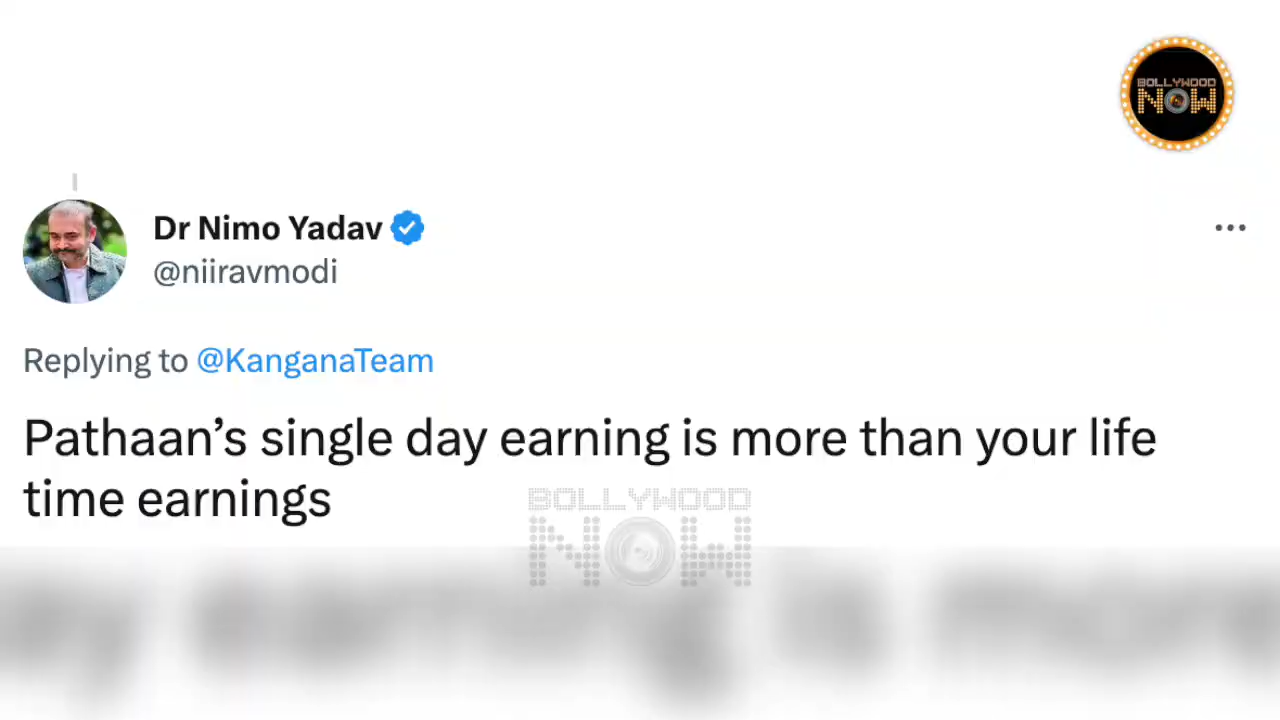 BOLLYWOOD
NOW
Dr Nimo Yadav
@niiravmodi
Replying to @KanganaTeam
Pathaan’s single day earning is more than your life
time earnings
BOLLYWOOD
NOW